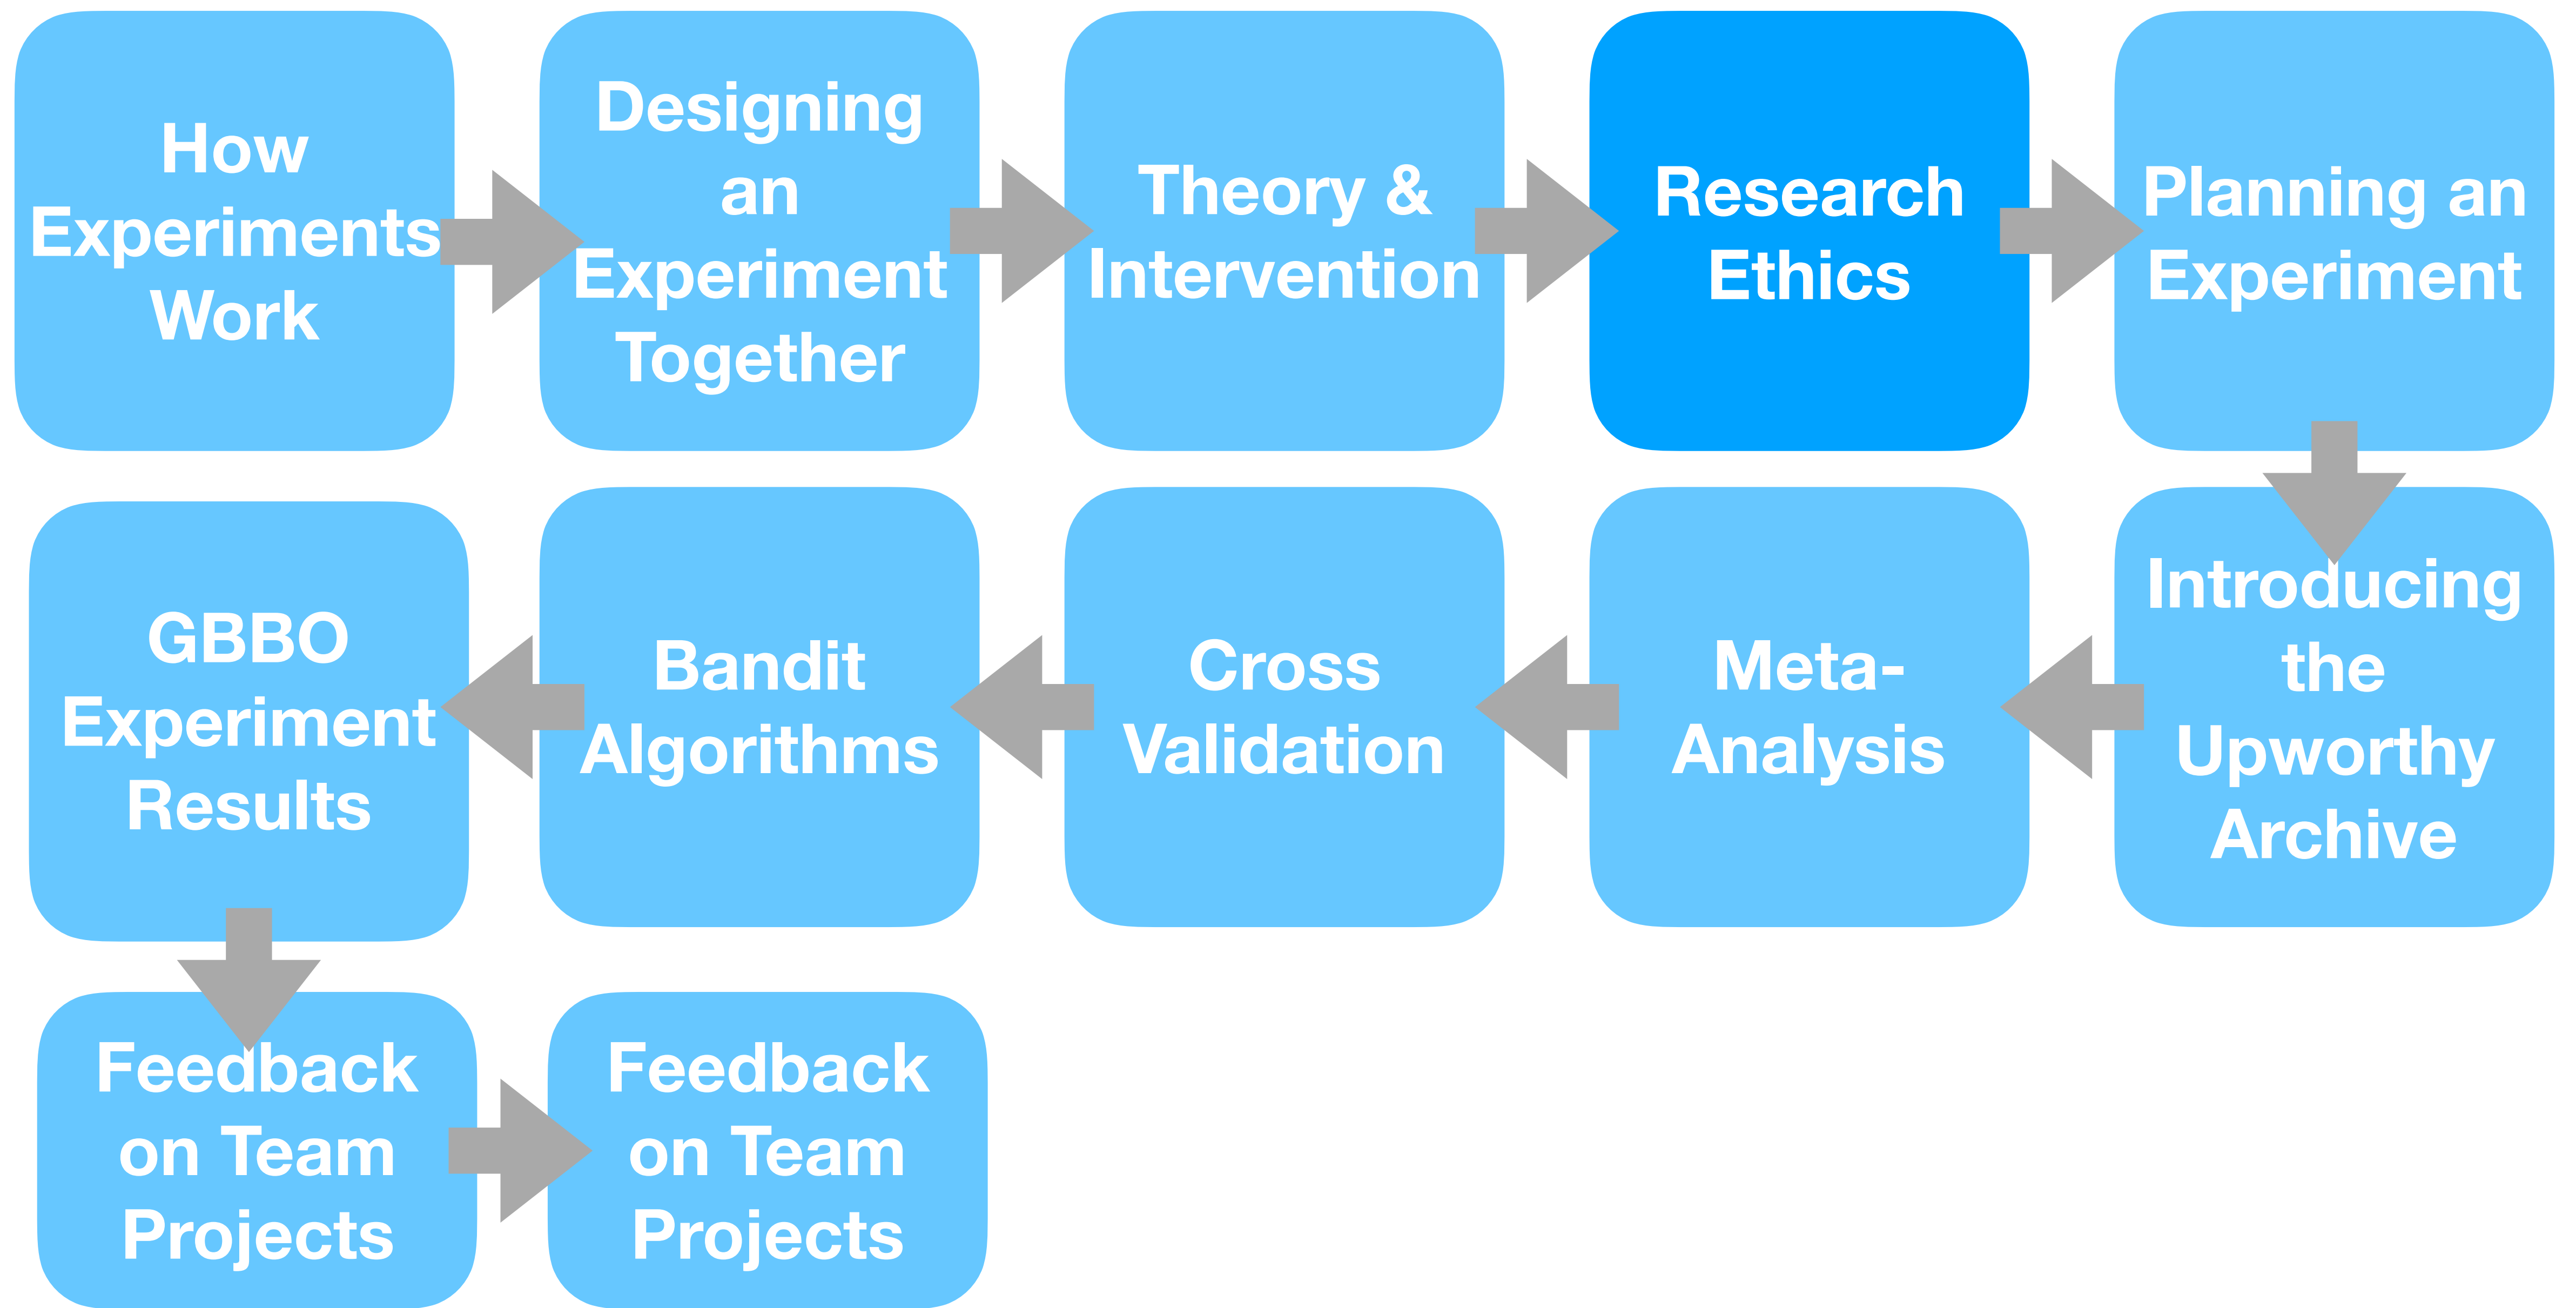 How
Experiments
Work
Designing
an
Experiment
Together
Theory &
Intervention
Research
Ethics
Planning an
Experiment
Introducing
the
Upworthy
Archive
Meta-
Analysis
Cross
Validation
Bandit
Algorithms
GBBO
Experiment
Results
Feedback
on Team
Projects
Feedback
on Team
Projects